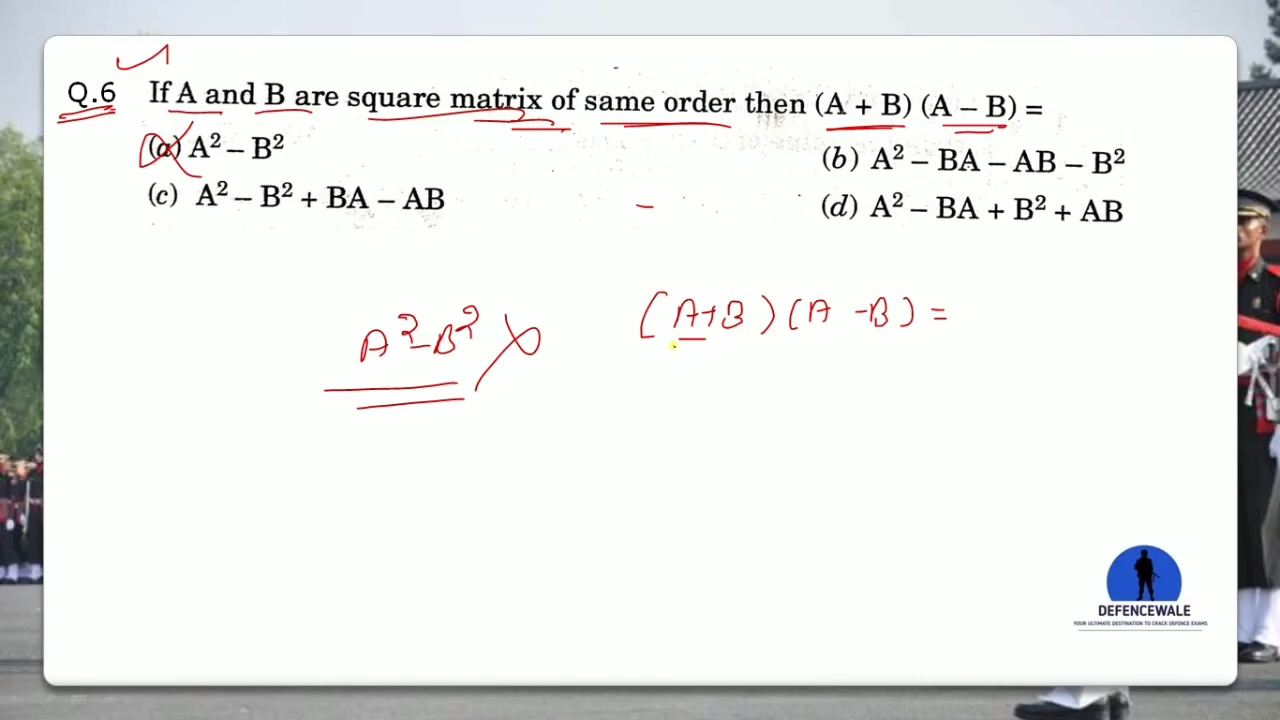 Q.6 If A and B are square matrix of same order then (A + B) (A – B) =
(a) A² – B² (b) A² – BA – AB – B²
(c) A² – B² + BA – AB (d) A² – BA + B² + AB
A² – B²
(A+B)(A –B) =
DEFENCEWALE
YOUR ULTIMATE DESTINATION TO CRACK DEFENCE EXAMS